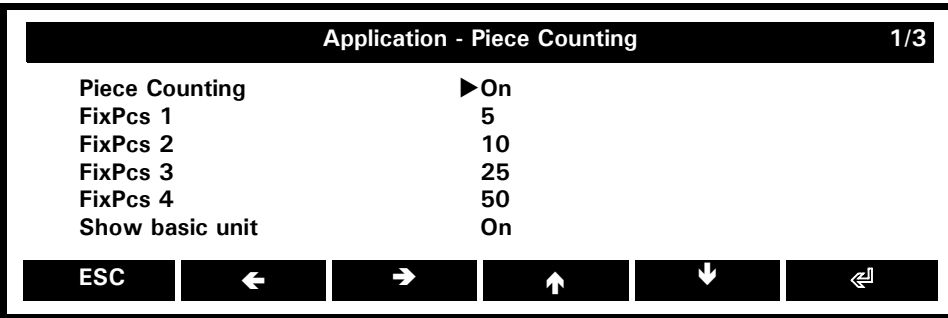 Application - Piece Counting 1/3
Piece Counting ▶On
FixPcs 1 5
FixPcs 2 10
FixPcs 3 25
FixPcs 4 50
Show basic unit On
ESC ← → ↑ ↓ ↵